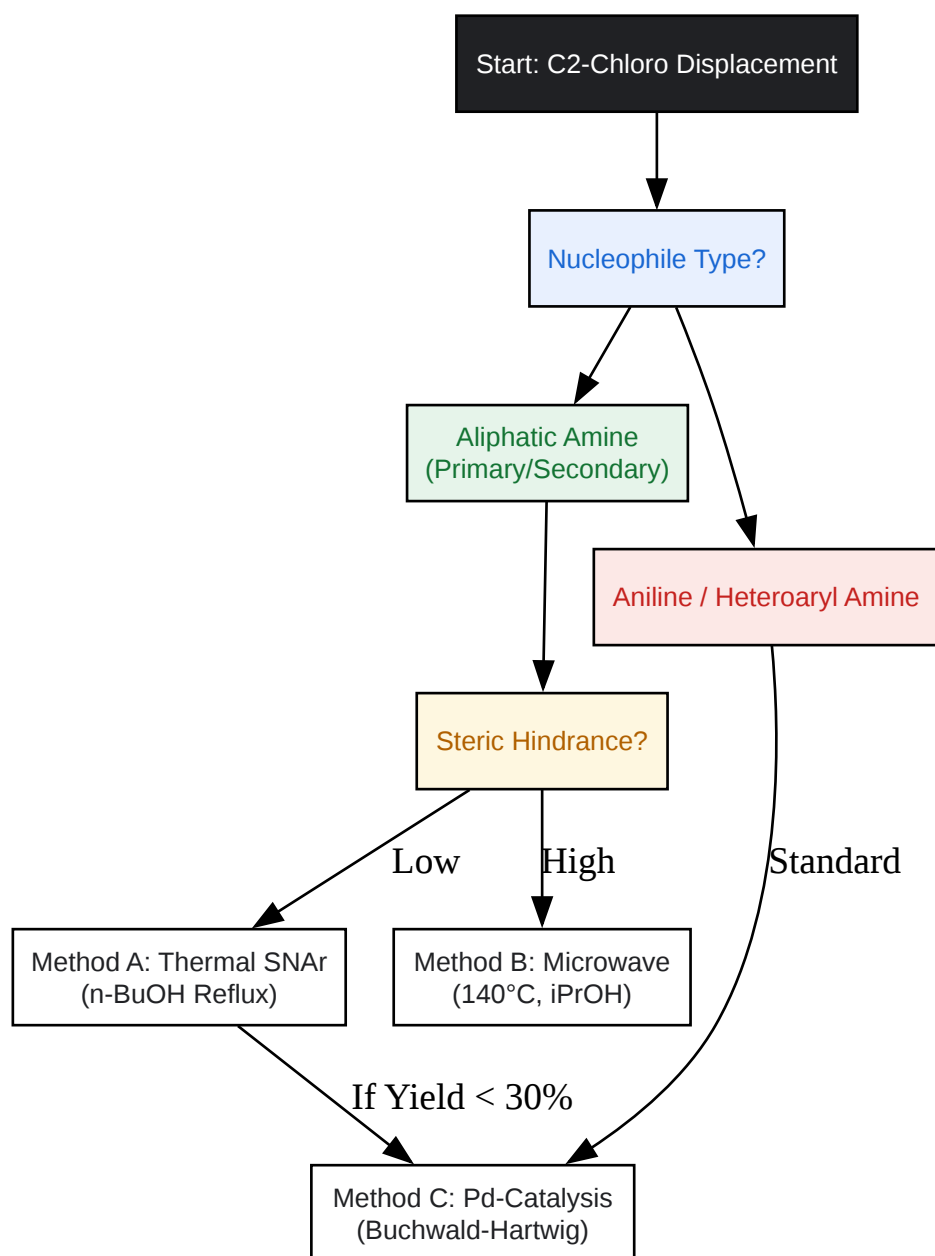 Start: C2-Chloro Displacement
Nucleophile Type?
Aliphatic Amine
(Primary/Secondary)
Aniline / Heteroaryl Amine
Steric Hindrance?
Low
High
Standard
Method A: Thermal SNAr
(n-BuOH Reflux)
Method B: Microwave
(140°C, iPrOH)
If Yield < 30%
Method C: Pd-Catalysis
(Buchwald-Hartwig)